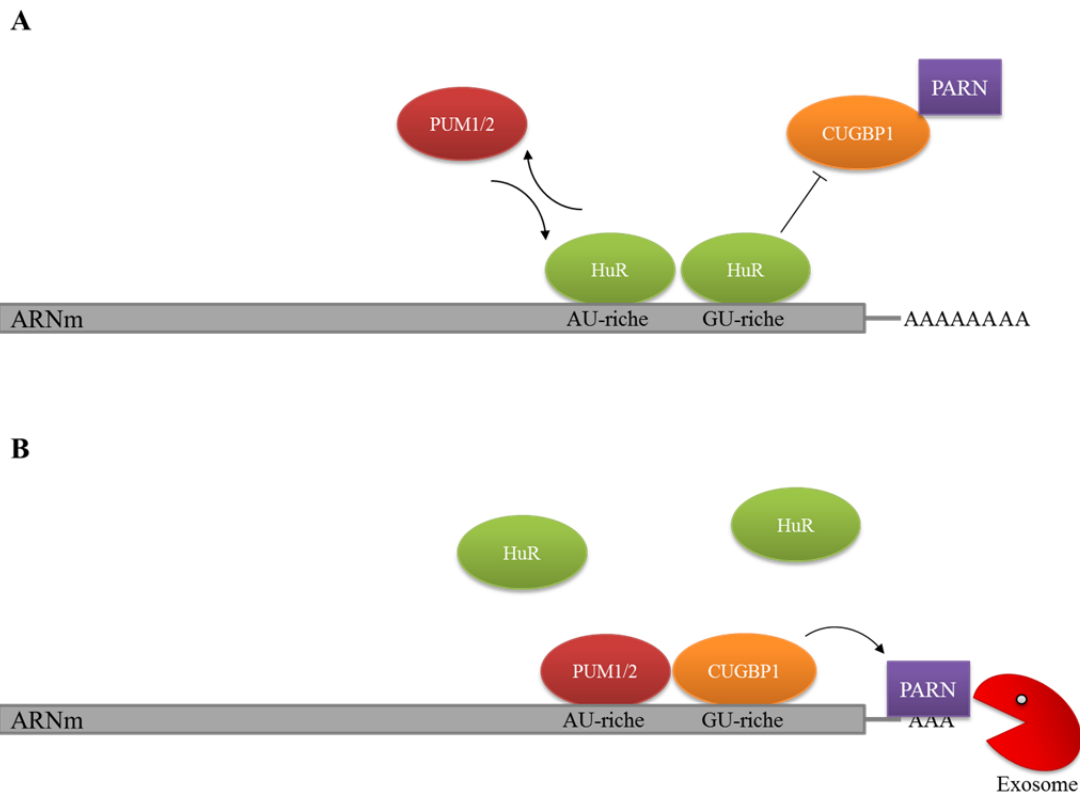 A
PARN
PUM1/2
CUGBP1
HuR
HuR
ARNm
AU-riche
GU-riche
AAAAAAAA
B
HuR
HuR
PUM1/2
CUGBP1
PARN
ARNm
AU-riche
GU-riche
AAA
Exosome